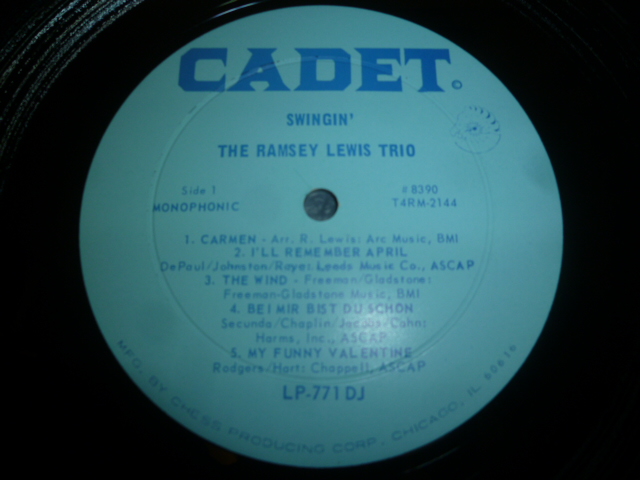 CADET ©
SWINGIN'
THE RAMSEY LEWIS TRIO
Side 1 # 8390
MONOPHONIC T4RM-2144
1. CARMEN - Arr. R. Lewis: Arc Music, BMI
2. I'LL REMEMBER APRIL
DePaul/Johnston/Raye: Leeds Music Co., ASCAP
3. THE WIND - Freeman/Gladstone:
Freeman-Gladstone Music, BMI
4. BEI MIR BIST DU SCHON
Secunda/Chaplin/Jacobs/Cahn:
Harms, Inc., ASCAP
5. MY FUNNY VALENTINE
Rodgers/Hart: Chappell, ASCAP
LP-771 DJ
MFG. BY CHESS PRODUCING CORP., CHICAGO, IL 60616